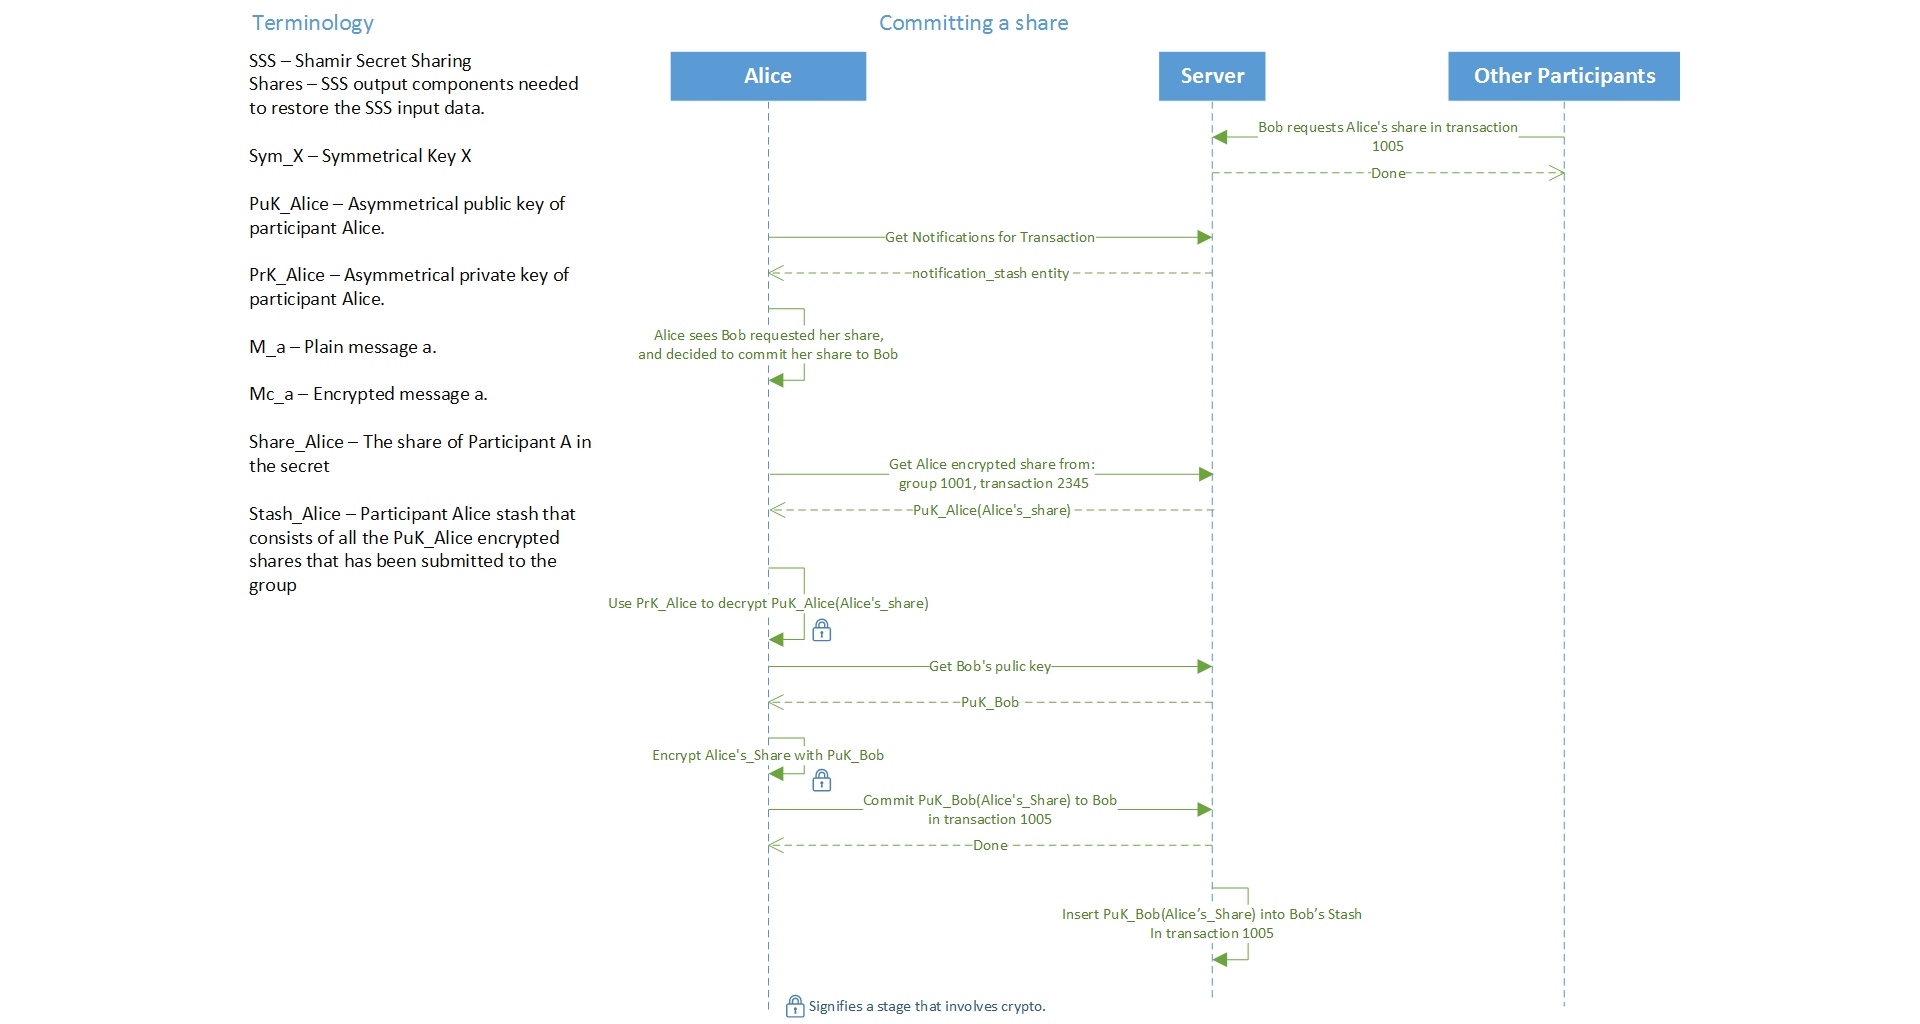 Terminology
SSS – Shamir Secret Sharing
Shares – SSS output components needed
to restore the SSS input data.
Sym_X – Symmetrical Key X
PuK_Alice – Asymmetrical public key of
participant Alice.
PrK_Alice – Asymmetrical private key of
participant Alice.
M_a – Plain message a.
Mc_a – Encrypted message a.
Share_Alice – The share of Participant A in
the secret
Stash_Alice – Participant Alice stash that
consists of all the PuK_Alice encrypted
shares that has been submitted to the
group
Committing a share
Alice
Server
Other Participants
Bob requests Alice's share in transaction
1005
Done
Get Notifications for Transaction
notification_stash entity
Alice sees Bob requested her share,
and decided to commit her share to Bob
Get Alice encrypted share from:
group 1001, transaction 2345
PuK_Alice(Alice's_share)
Use PrK_Alice to decrypt PuK_Alice(Alice's_share)
Get Bob's pulic key
PuK_Bob
Encrypt Alice's_Share with PuK_Bob
Commit PuK_Bob(Alice's_Share) to Bob
in transaction 1005
Done
Insert PuK_Bob(Alice’s_Share) into Bob’s Stash
In transaction 1005
Signifies a stage that involves crypto.